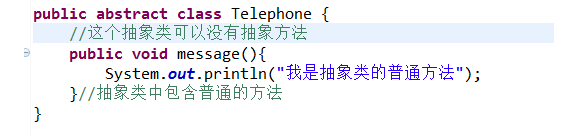 public abstract class Telephone {
//这个抽象类可以没有抽象方法
public void message(){
System.out.println("我是抽象类的普通方法");
}//抽象类中包含普通的方法
}